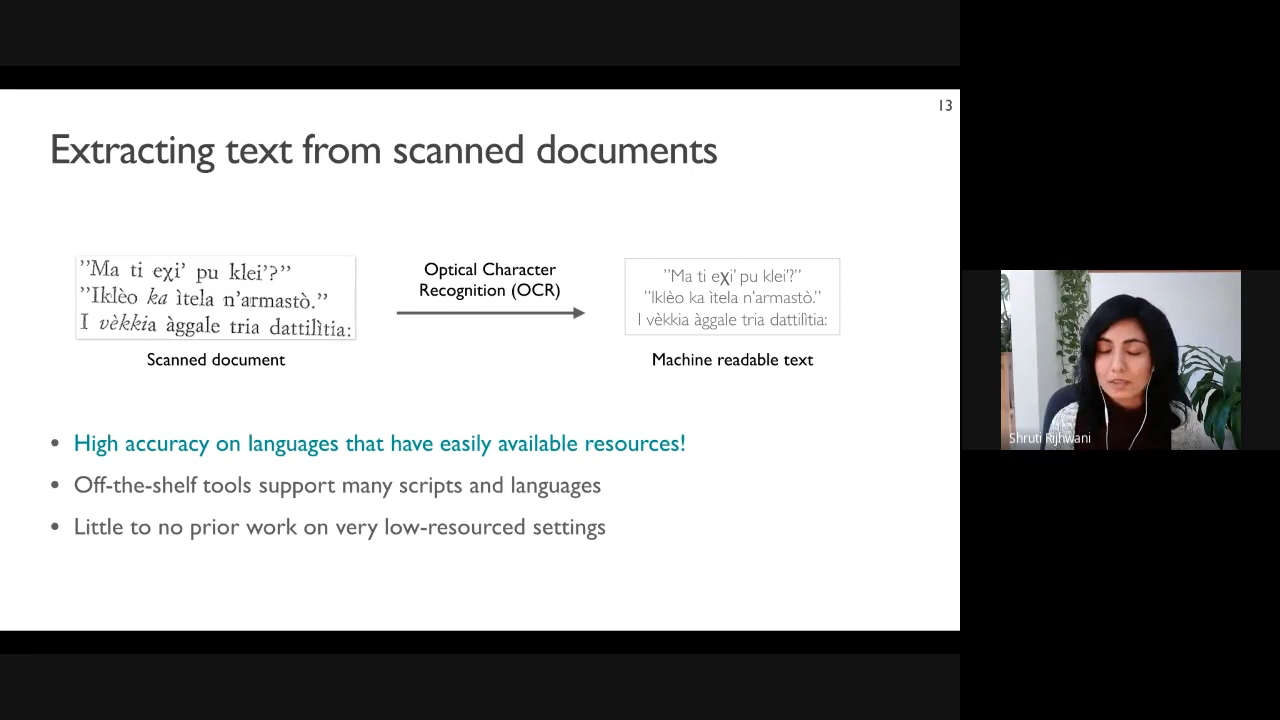 13
Extracting text from scanned documents
”Ma ti eχi’ pu klei’?”
”Iklèo ka ìtela n’armastò.”
I vèkkia àggale tria dattilìtia:
Scanned document
Optical Character
Recognition (OCR)
”Ma ti eχi’ pu klei’?”
”Iklèo ka ìtela n’armastò.”
I vèkkia àggale tria dattilìtia:
Machine readable text
• High accuracy on languages that have easily available resources!
• Off-the-shelf tools support many scripts and languages
• Little to no prior work on very low-resourced settings
Shruti Rijhwani